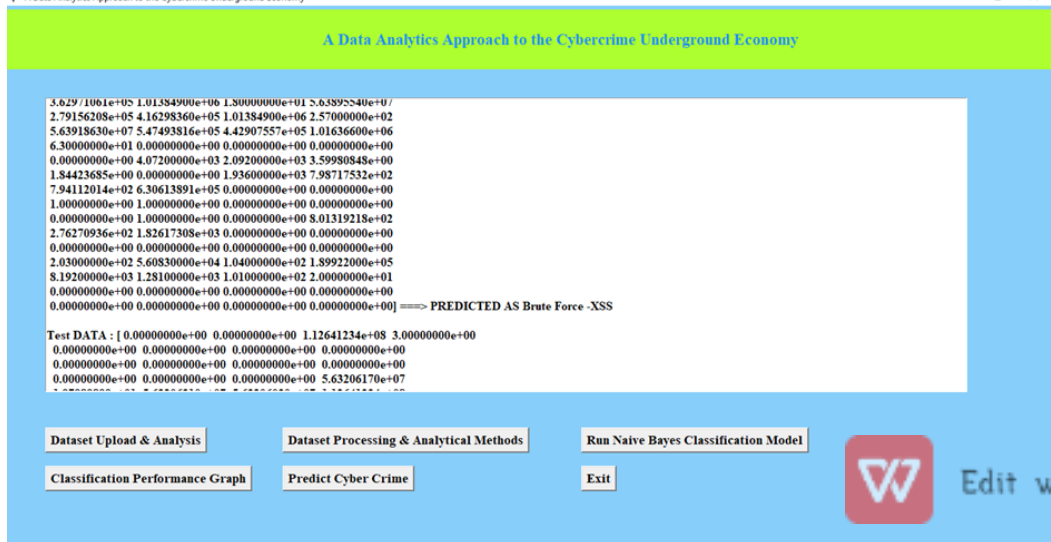 A Data Analytics Approach to the Cybercrime Underground Economy
3.62971061e+05 1.01384900e+06 1.80000000e+01 5.63895540e+07
2.79156208e+05 4.16298360e+05 1.01384900e+06 2.57000000e+02
5.63918630e+07 5.47493816e+05 4.42907557e+05 1.01636600e+06
6.30000000e+01 0.00000000e+00 0.00000000e+00 0.00000000e+00
0.00000000e+00 4.07200000e+03 2.09200000e+03 3.59980848e+00
1.84423685e+00 0.00000000e+00 1.93600000e+03 7.98717532e+02
7.94112014e+02 6.30613891e+05 0.00000000e+00 0.00000000e+00
1.00000000e+00 1.00000000e+00 0.00000000e+00 0.00000000e+00
0.00000000e+00 1.00000000e+00 0.00000000e+00 8.01319218e+02
2.76270936e+02 1.82617308e+03 0.00000000e+00 0.00000000e+00
0.00000000e+00 0.00000000e+00 0.00000000e+00 0.00000000e+00
2.03000000e+02 5.60830000e+04 1.04000000e+02 1.89922000e+05
8.19200000e+03 1.28100000e+03 1.01000000e+02 2.00000000e+01
0.00000000e+00 0.00000000e+00 0.00000000e+00 0.00000000e+00
0.00000000e+00 0.00000000e+00 0.00000000e+00 0.00000000e+00] ===> PREDICTED AS Brute Force -XSS
Test DATA : [ 0.00000000e+00 0.00000000e+00 1.12641234e+08 3.00000000e+00
0.00000000e+00 0.00000000e+00 0.00000000e+00 0.00000000e+00
0.00000000e+00 0.00000000e+00 0.00000000e+00 0.00000000e+00
0.00000000e+00 0.00000000e+00 0.00000000e+00 5.63206170e+07
Dataset Upload & Analysis
Dataset Processing & Analytical Methods
Run Naive Bayes Classification Model
Classification Performance Graph
Predict Cyber Crime
Exit
Edit w